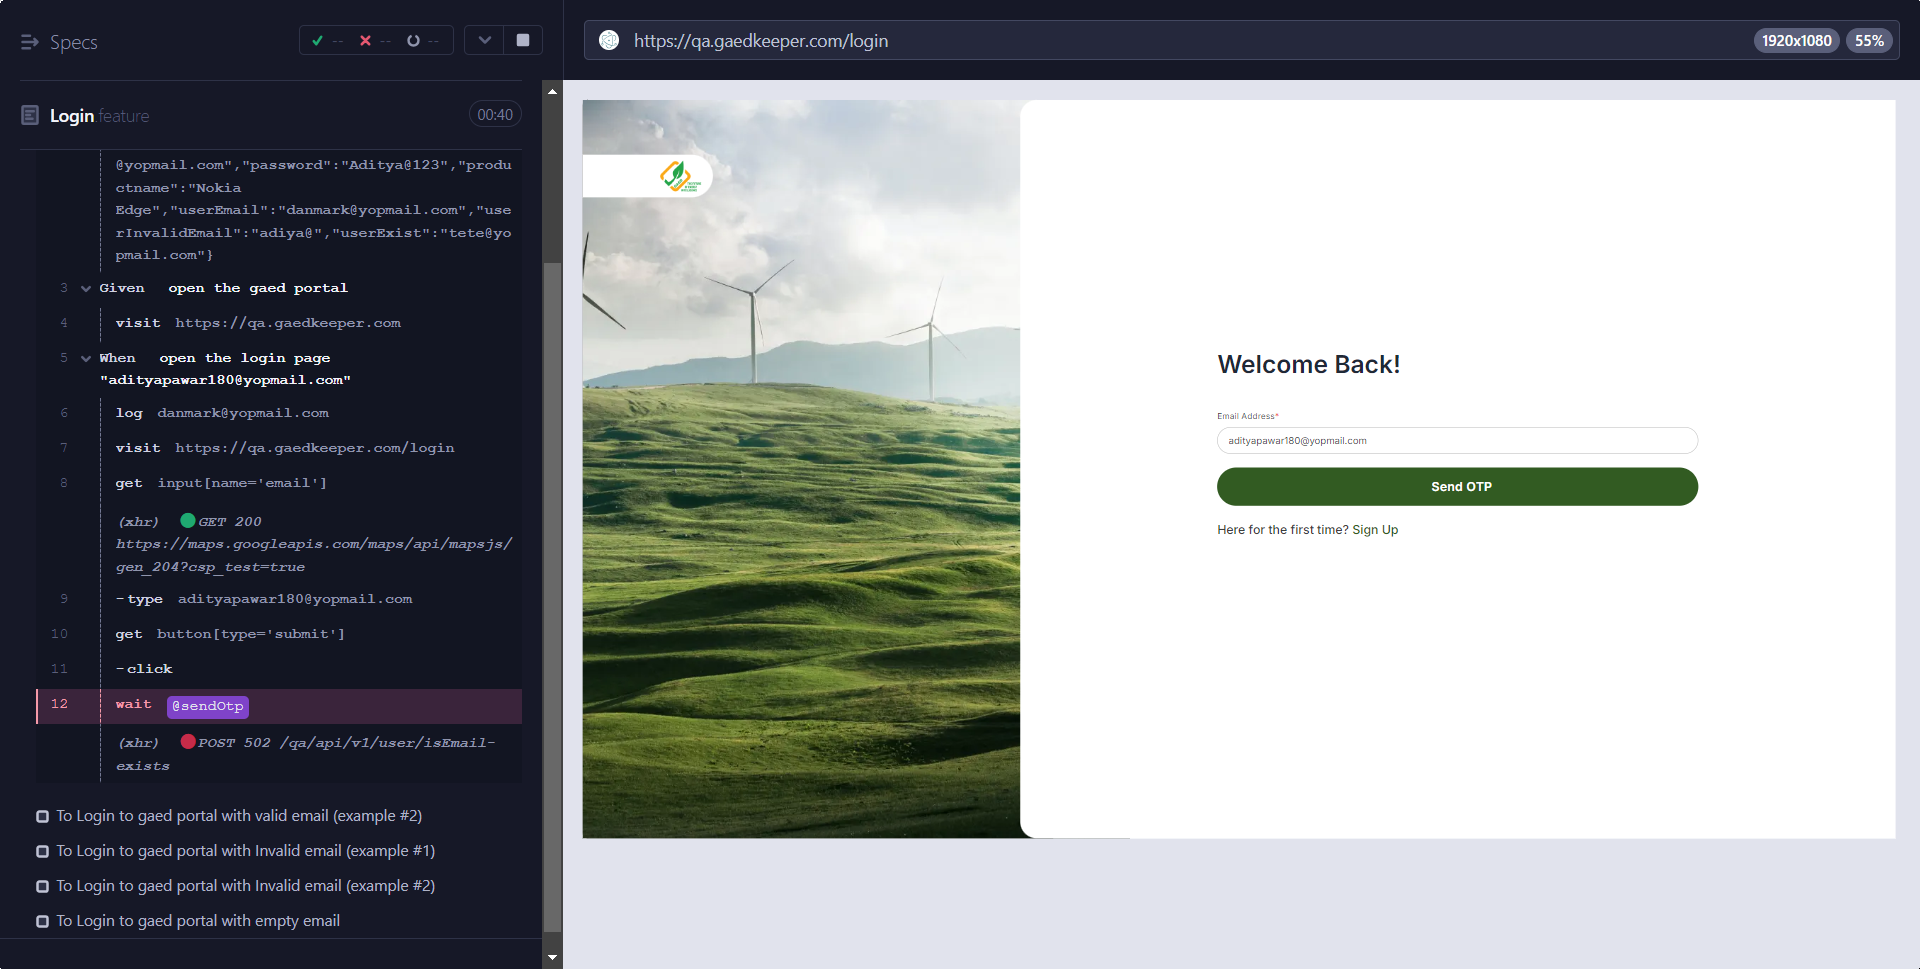 Specs
--
--
--
https://qa.gaedkeeper.com/login
1920x1080
55%
Login.feature
00:40
@yopmail.com","password":"Aditya@123","produ
ctname":"Nokia
Edge","userEmail":"danmark@yopmail.com","use
rInvalidEmail":"adiya@","userExist":"tete@yo
pmail.com"}
3 Given open the gaed portal
4 visit https://qa.gaedkeeper.com
5 When open the login page
"adityapawar180@yopmail.com"
6 log danmark@yopmail.com
7 visit https://qa.gaedkeeper.com/login
8 get input[name='email']
(xhr) GET 200
https://maps.googleapis.com/maps/api/mapsjs/
gen_204?csp_test=true
9 -type adityapawar180@yopmail.com
10 get button[type='submit']
11 -click
12 wait @sendOtp
(xhr) POST 502 /qa/api/v1/user/isEmail-
exists
To Login to gaed portal with valid email (example #2)
To Login to gaed portal with Invalid email (example #1)
To Login to gaed portal with Invalid email (example #2)
To Login to gaed portal with empty email
Welcome Back!
Email Address*
adityapawar180@yopmail.com
Send OTP
Here for the first time? Sign Up